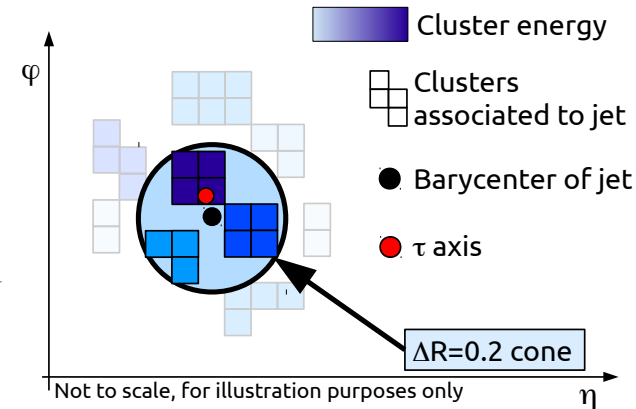 Cluster energy
φ
Clusters
associated to jet
Barycenter of jet
τ axis
ΔR=0.2 cone
Not to scale, for illustration purposes only
η